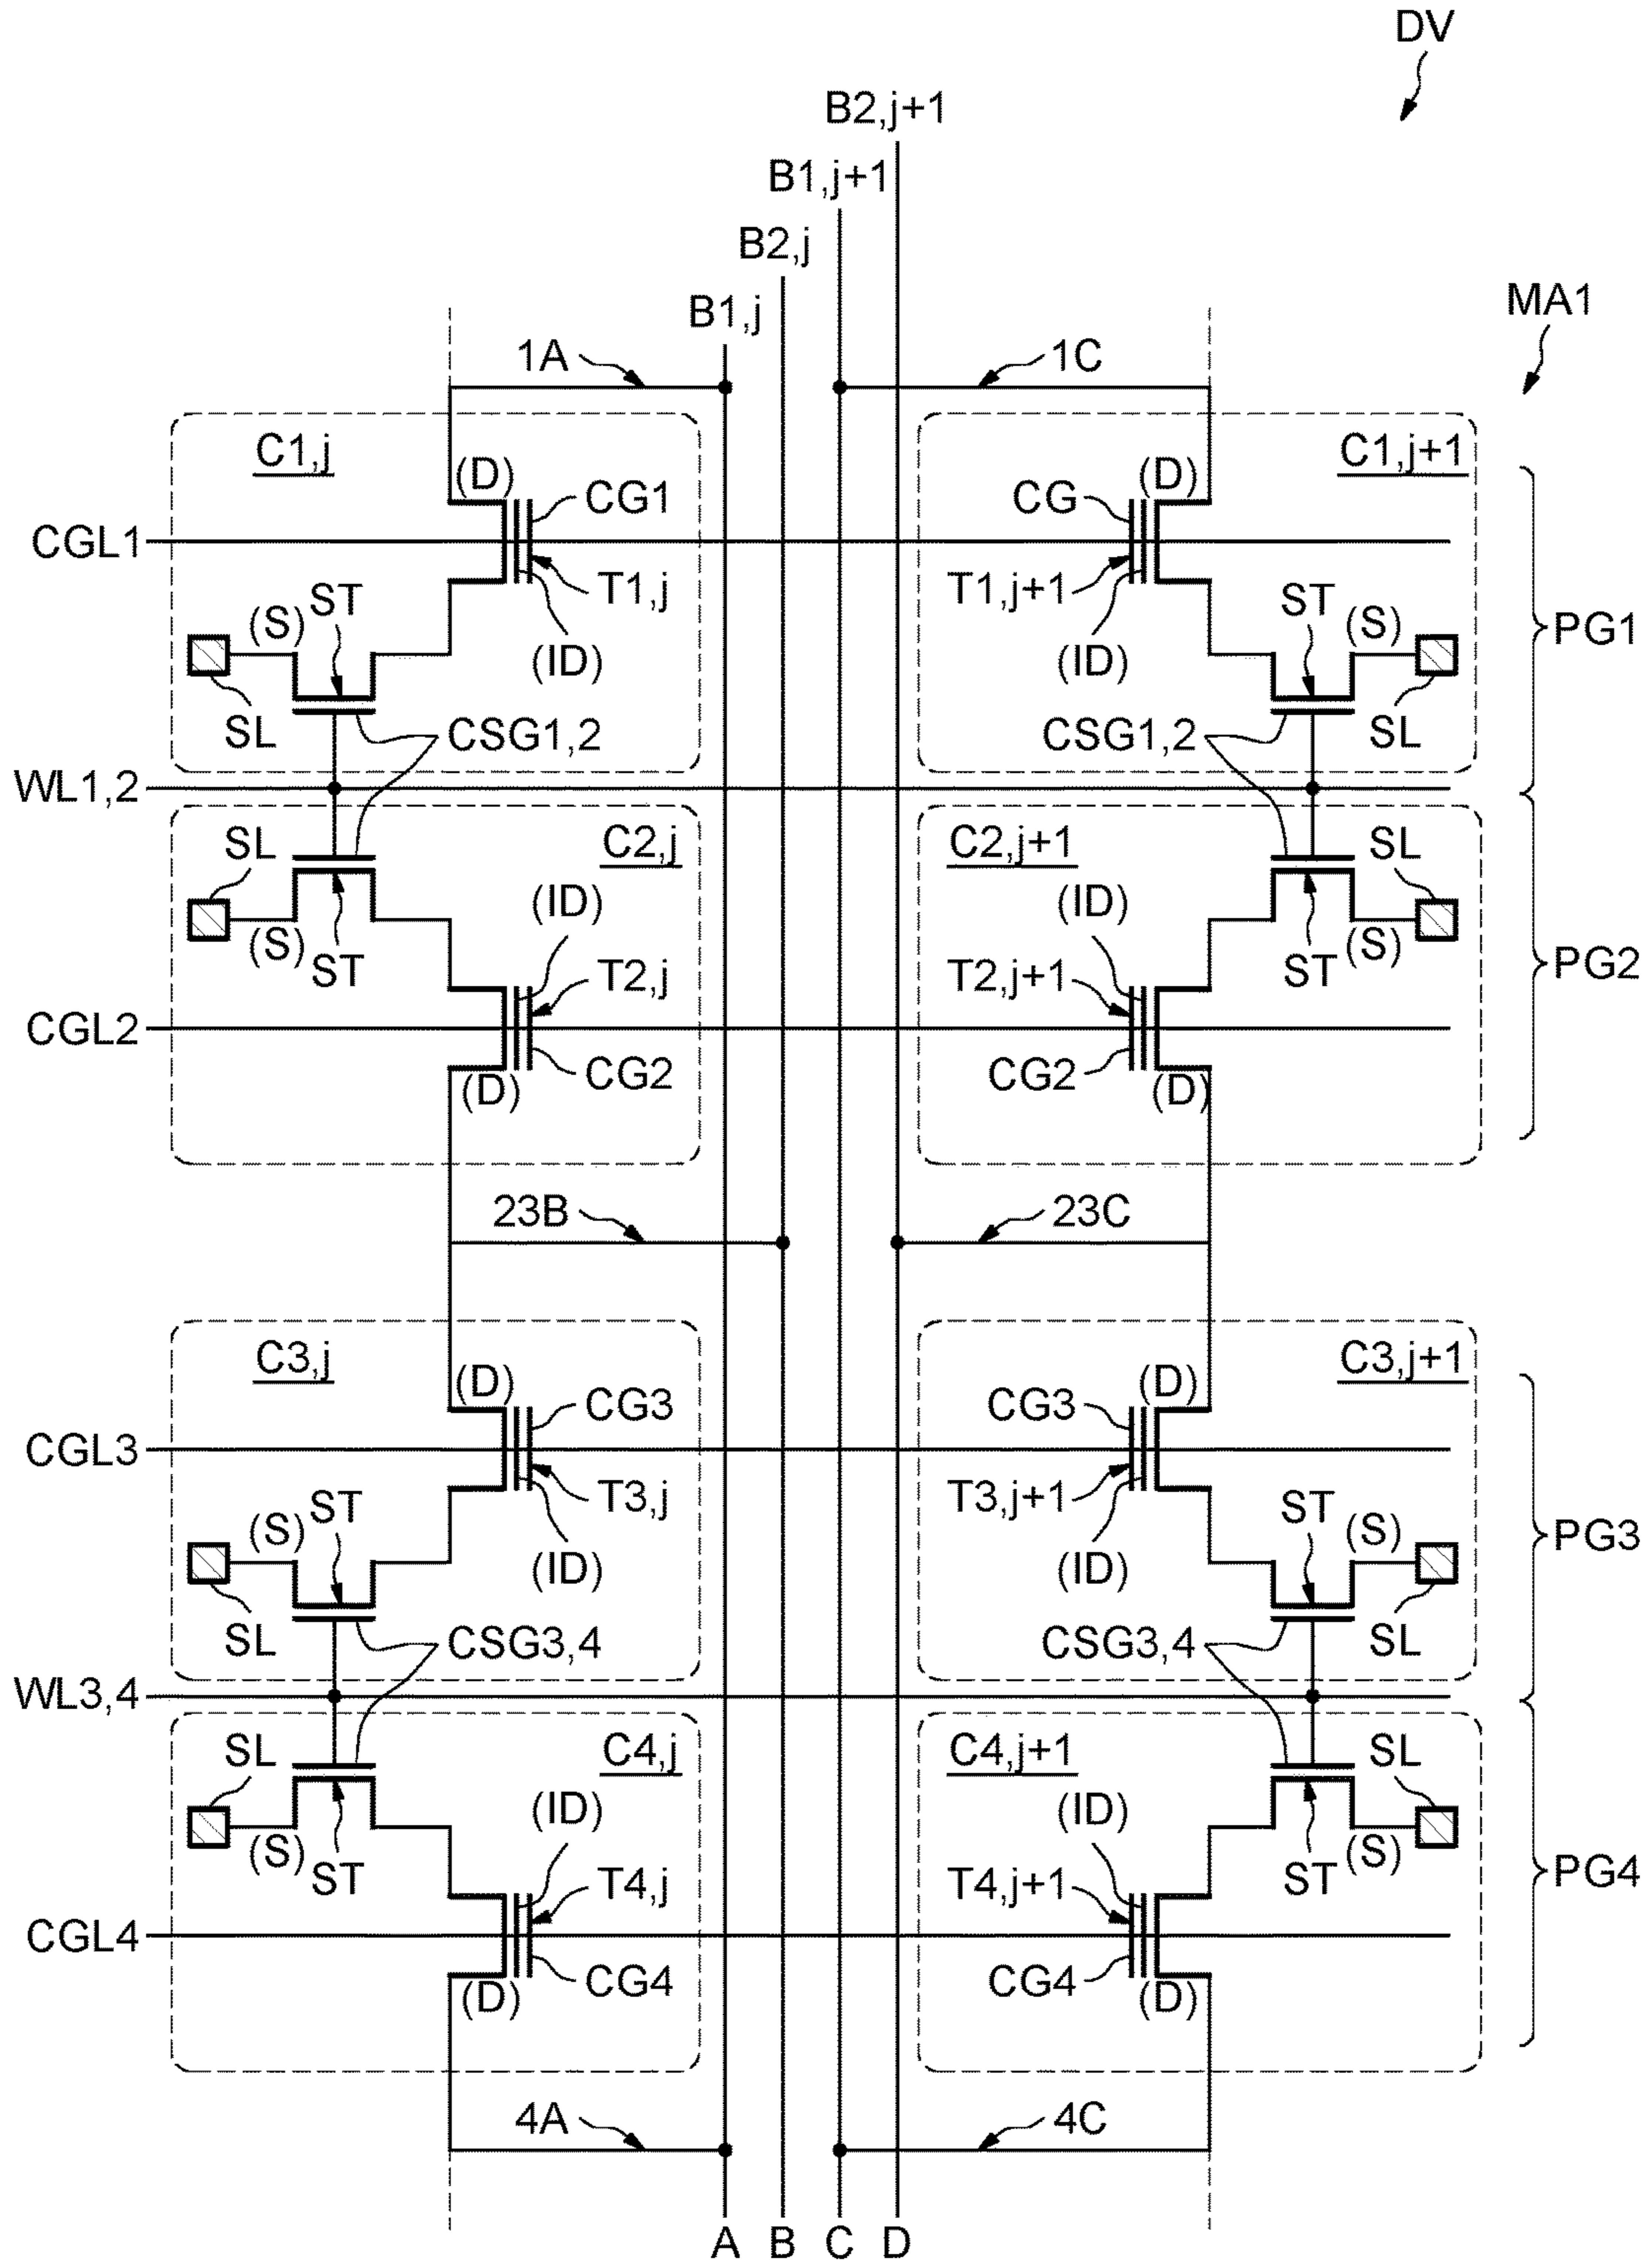 DV
B2,j+1
B1,j+1
B2,j
B1,j
MA1
1A
1C
C1,j
(D)
CG1
CG
(D)
C1,j+1
CGL1
T1,j
T1,j+1
(S)
ST
(ID)
(ID)
ST
(S)
PG1
SL
CSG1,2
CSG1,2
SL
WL1,2
SL
C2,j
C2,j+1
SL
(ID)
(ID)
(S)
ST
T2,j
T2,j+1
ST
(S)
PG2
CGL2
CG2
CG2
(D)
(D)
23B
23C
C3,j
(D)
CG3
CG3
(D)
C3,j+1
CGL3
T3,j
T3,j+1
(S)
ST
(ID)
(ID)
ST
(S)
PG3
SL
CSG3,4
CSG3,4
SL
WL3,4
SL
C4,j
C4,j+1
SL
(ID)
(ID)
(S)
ST
T4,j
T4,j+1
ST
(S)
PG4
CGL4
CG4
CG4
(D)
(D)
4A
4C
A
B
C
D